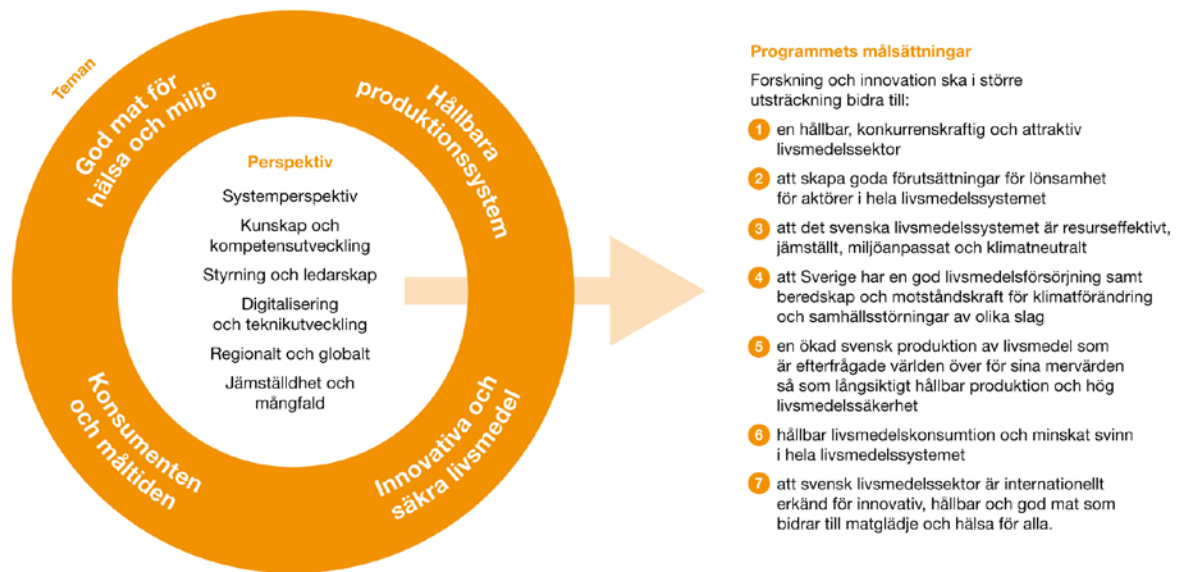 Teman
God mat för
hälsa och miljö
Hållbara
produktionssystem
Konsumenten
och måltiden
Innovativa och
säkra livsmedel
Perspektiv
Systemperspektiv
Kunskap och
kompetensutveckling
Styrning och ledarskap
Digitalisering
och teknikutveckling
Regionalt och globalt
Jämställdhet och
mångfald
Programmets målsättningar
Forskning och innovation ska i större
utsträckning bidra till:
1 en hållbar, konkurrenskraftig och attraktiv
livsmedelssektor
2 att skapa goda förutsättningar för lönsamhet
för aktörer i hela livsmedelssystemet
3 att det svenska livsmedelssystemet är resurseffektivt,
jämställt, miljöanpassat och klimatneutralt
4 att Sverige har en god livsmedelsförsörjning samt
beredskap och motståndskraft för klimatförändring
och samhällsstörningar av olika slag
5 en ökad svensk produktion av livsmedel som
är efterfrågade världen över för sina mervärden
så som långsiktigt hållbar produktion och hög
livsmedelssäkerhet
6 hållbar livsmedelskonsumtion och minskat svinn
i hela livsmedelssystemet
7 att svensk livsmedelssektor är internationellt
erkänd för innovativ, hållbar och god mat som
bidrar till matglädje och hälsa för alla.